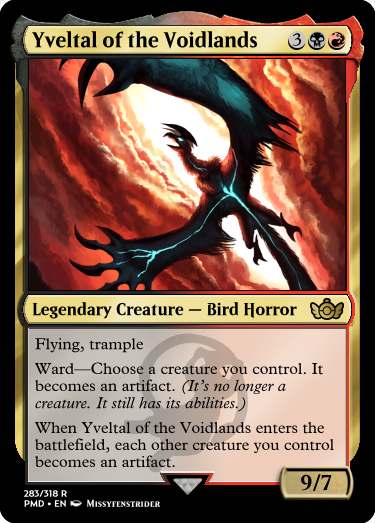 Yveltal of the Voidlands 3
Legendary Creature — Bird Horror
Flying, trample
Ward—Choose a creature you control. It
becomes an artifact. (It's no longer a
creature. It still has its abilities.)
When Yveltal of the Voidlands enters the
battlefield, each other creature you control
becomes an artifact.
9/7
283/318 R
PMD • EN Missyfenstrider